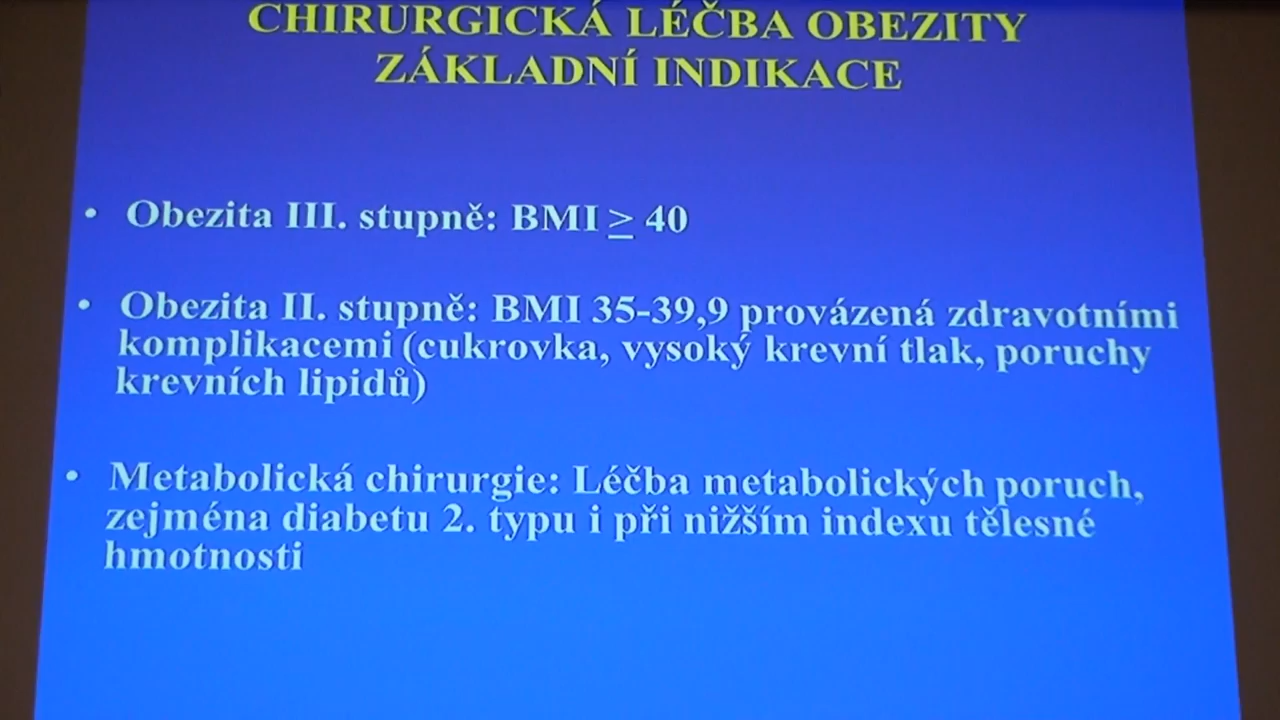 CHIRURGICKÁ LÉČBA OBEZITY
ZÁKLADNÍ INDIKACE
• Obezita III. stupně: BMI ≥ 40
• Obezita II. stupně: BMI 35-39,9 provázená zdravotními
komplikacemi (cukrovka, vysoký krevní tlak, poruchy
krevních lipidů)
• Metabolická chirurgie: Léčba metabolických poruch,
zejména diabetu 2. typu i při nižším indexu tělesné
hmotnosti